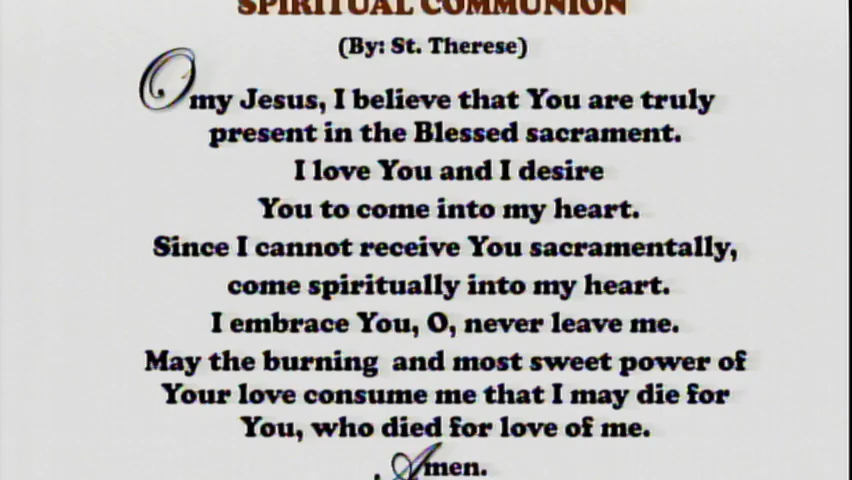 SPIRITUAL COMMUNION
(By: St. Therese)
O my Jesus, I believe that You are truly
present in the Blessed sacrament.
I love You and I desire
You to come into my heart.
Since I cannot receive You sacramentally,
come spiritually into my heart.
I embrace You, O, never leave me.
May the burning and most sweet power of
Your love consume me that I may die for
You, who died for love of me.
. Amen.